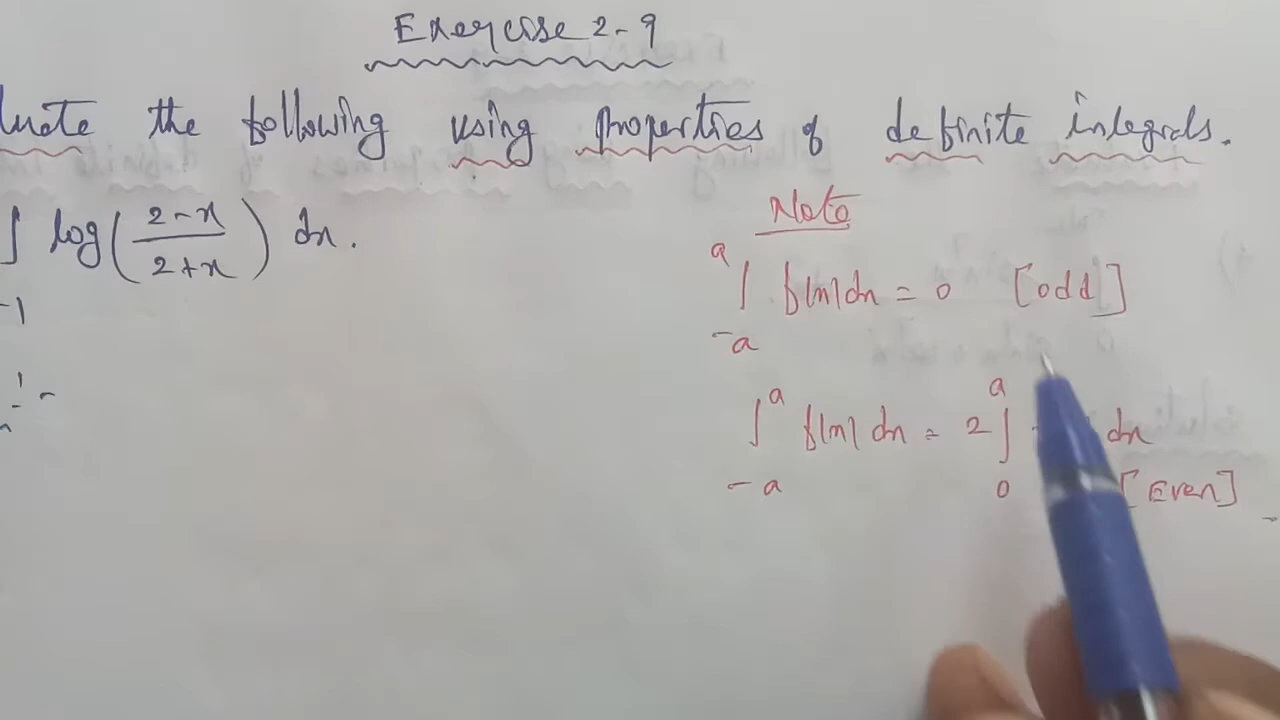 Exercise 2-9
luate the following using properties of definite integrals.
∫ log(2-x/2+x) dx.
-1
Note
a
∫ f(x)dx = 0 [odd]
-a
a a
∫ f(x) dx = 2∫ dx
-a 0 [Even]